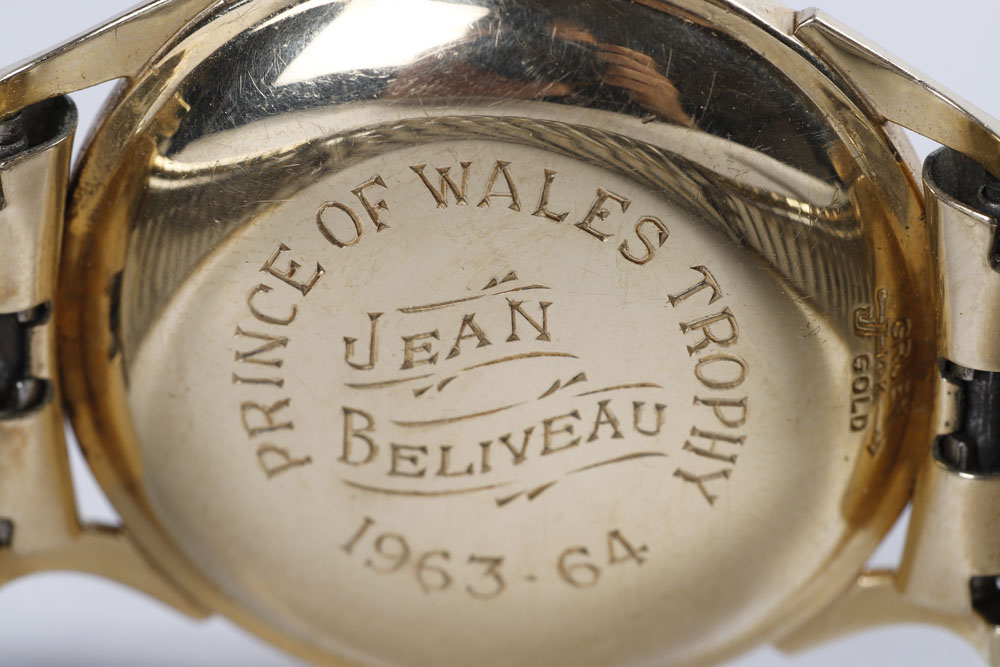 PRINCE OF WALES TROPHY
JEAN
BELIVEAU
1963-64
GOLD